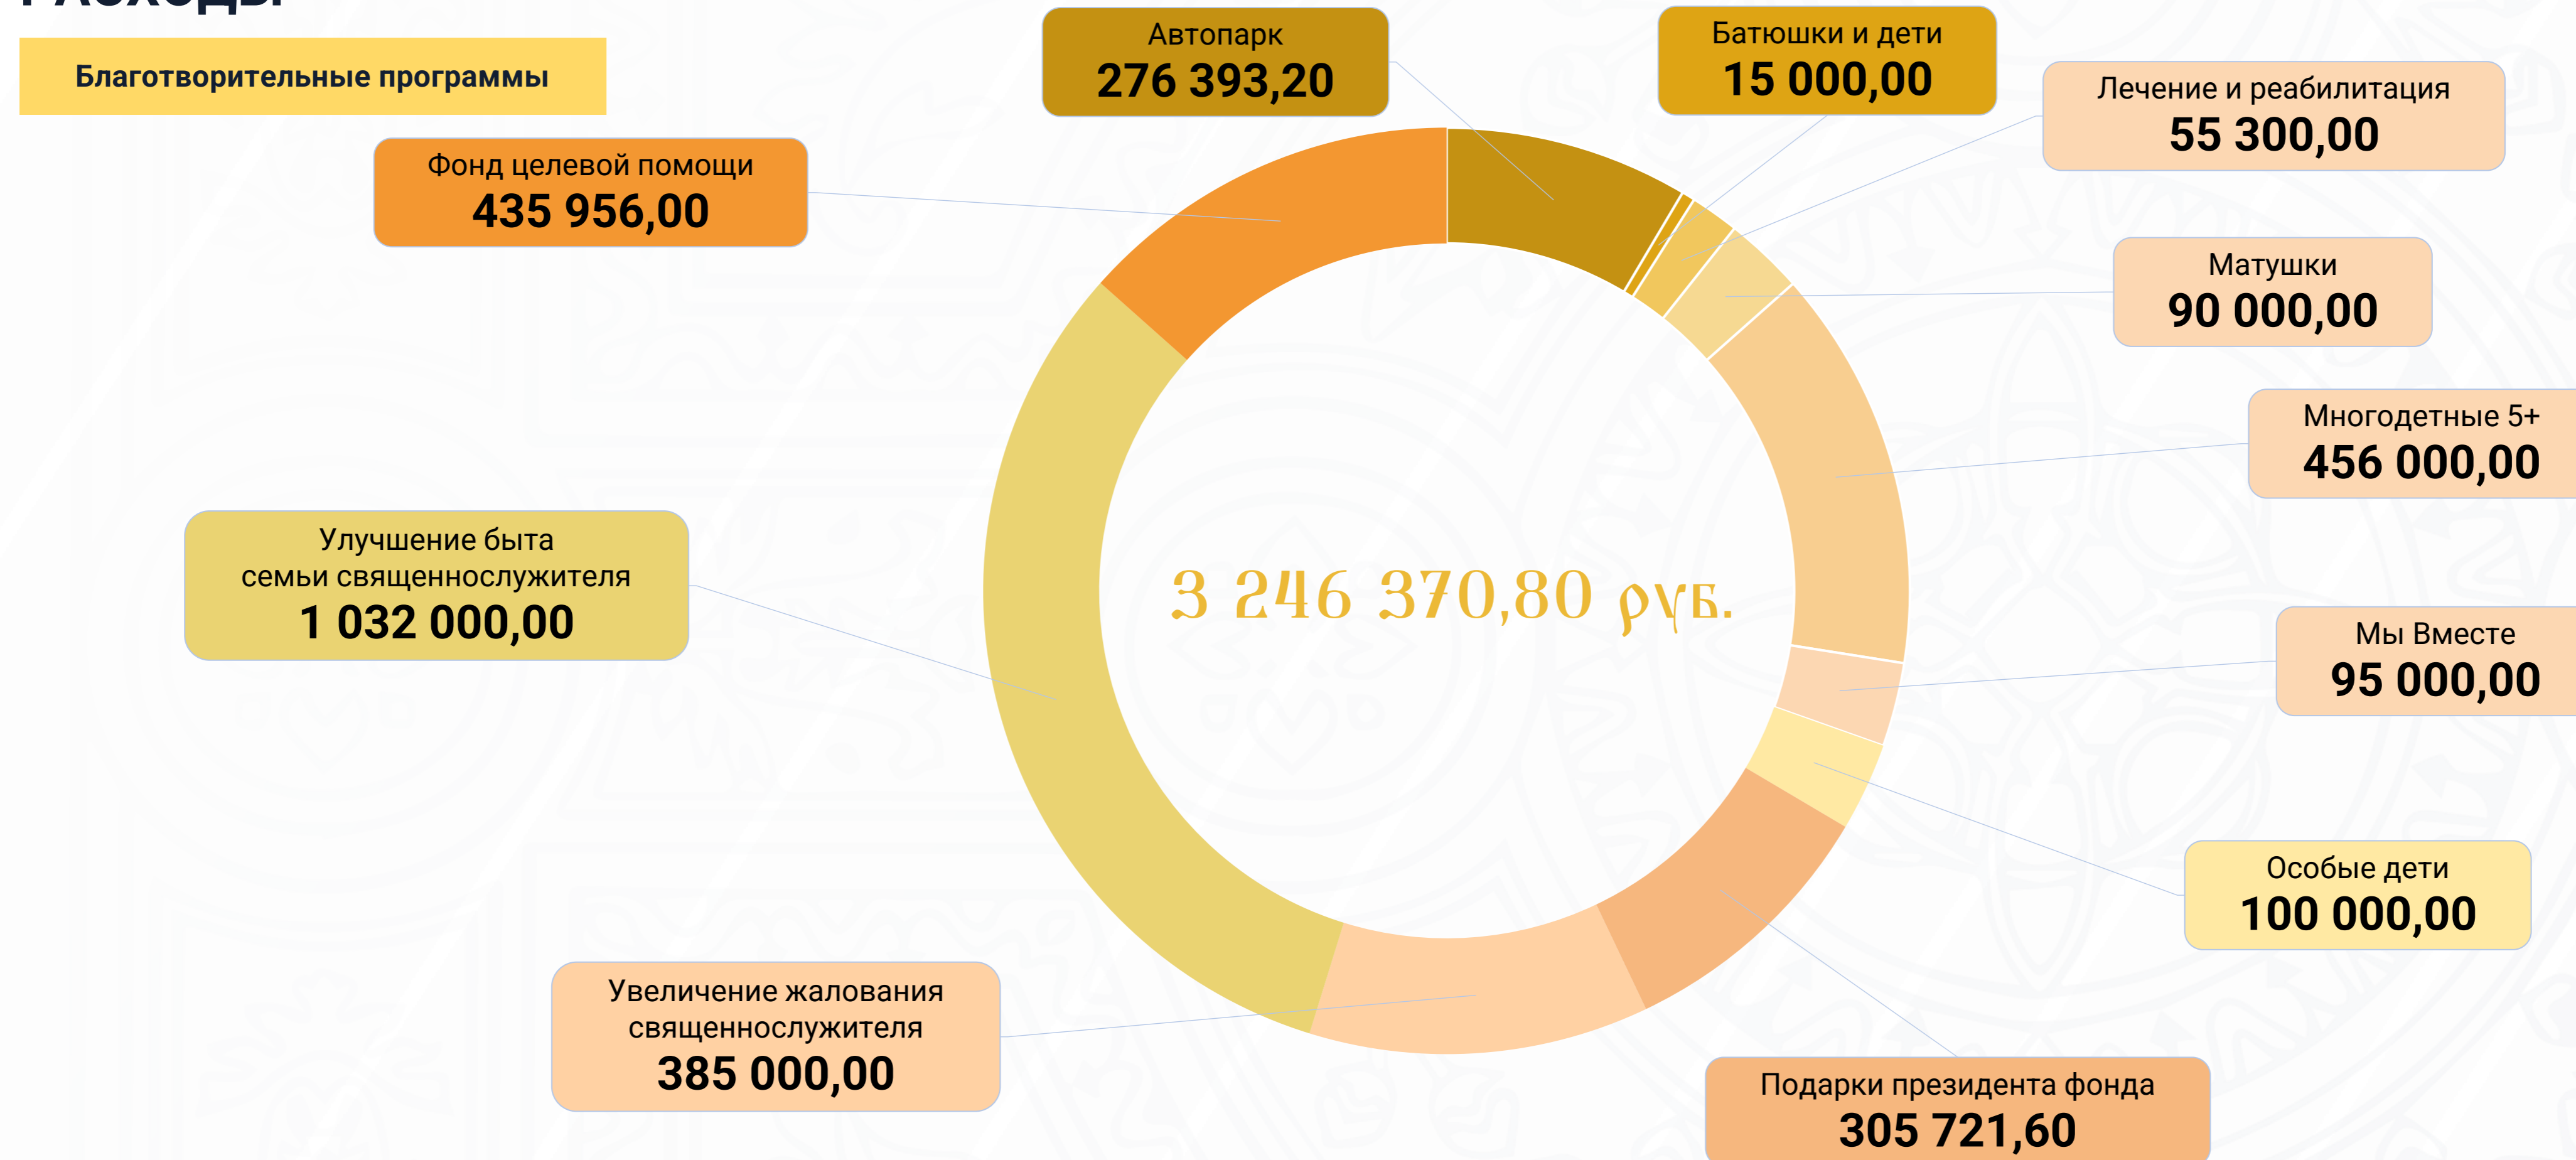 РАСХОДЫ
Благотворительные программы
Автопарк
276 393,20
Батюшки и дети
15 000,00
Лечение и реабилитация
55 300,00
Фонд целевой помощи
435 956,00
Матушки
90 000,00
Многодетные 5+
456 000,00
Улучшение быта
семьи священнослужителя
1 032 000,00
3 246 370,80 руб.
Мы Вместе
95 000,00
Особые дети
100 000,00
Увеличение жалования
священнослужителя
385 000,00
Подарки президента фонда
305 721,60